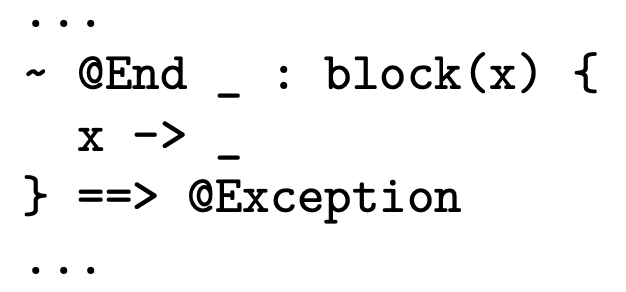 ...
~ @End _ : block(x) {
  x -> _
} ==> @Exception
...